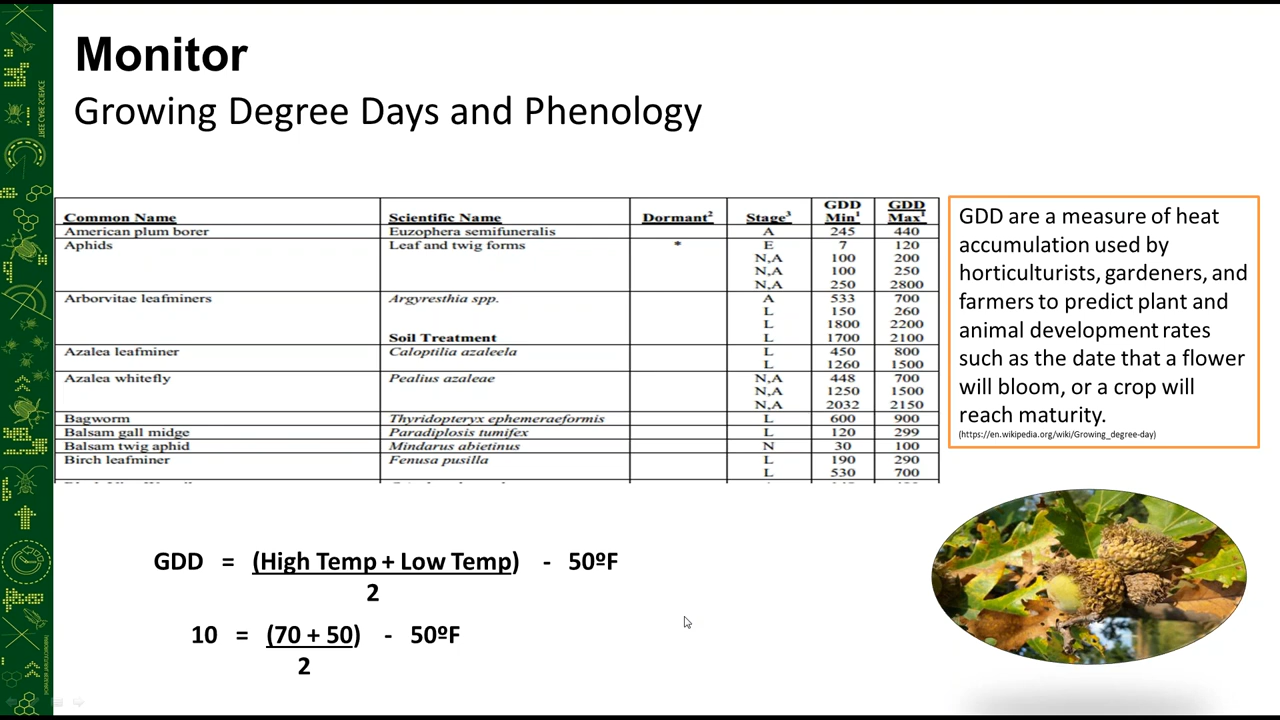 Monitor
Growing Degree Days and Phenology
Common Name Scientific Name Dormant² Stage³ GDD Min¹ GDD Max¹
American plum borer Euzophera semifuneralis A 245 440
Aphids Leaf and twig forms * E 7 120
N,A 100 200
N,A 100 250
N,A 250 2800
Arborvitae leafminers Argyresthia spp. A 533 700
L 150 260
L 1800 2200
Soil Treatment L 1700 2100
Azalea leafminer Caloptilia azaleela L 450 800
L 1260 1500
Azalea whitefly Pealius azaleae N,A 448 700
N,A 1250 1500
N,A 2032 2150
Bagworm Thyridopteryx ephemeraeformis L 600 900
Balsam gall midge Paradiplosis tumifex L 120 299
Balsam twig aphid Mindarus abietinus N 30 100
Birch leafminer Fenusa pusilla L 190 290
L 530 700
GDD are a measure of heat
accumulation used by
horticulturists, gardeners, and
farmers to predict plant and
animal development rates
such as the date that a flower
will bloom, or a crop will
reach maturity.
(https://en.wikipedia.org/wiki/Growing_degree-day)
GDD = (High Temp + Low Temp) - 50ºF
2
10 = (70 + 50) - 50ºF
2
TREE CARE SCIENCE